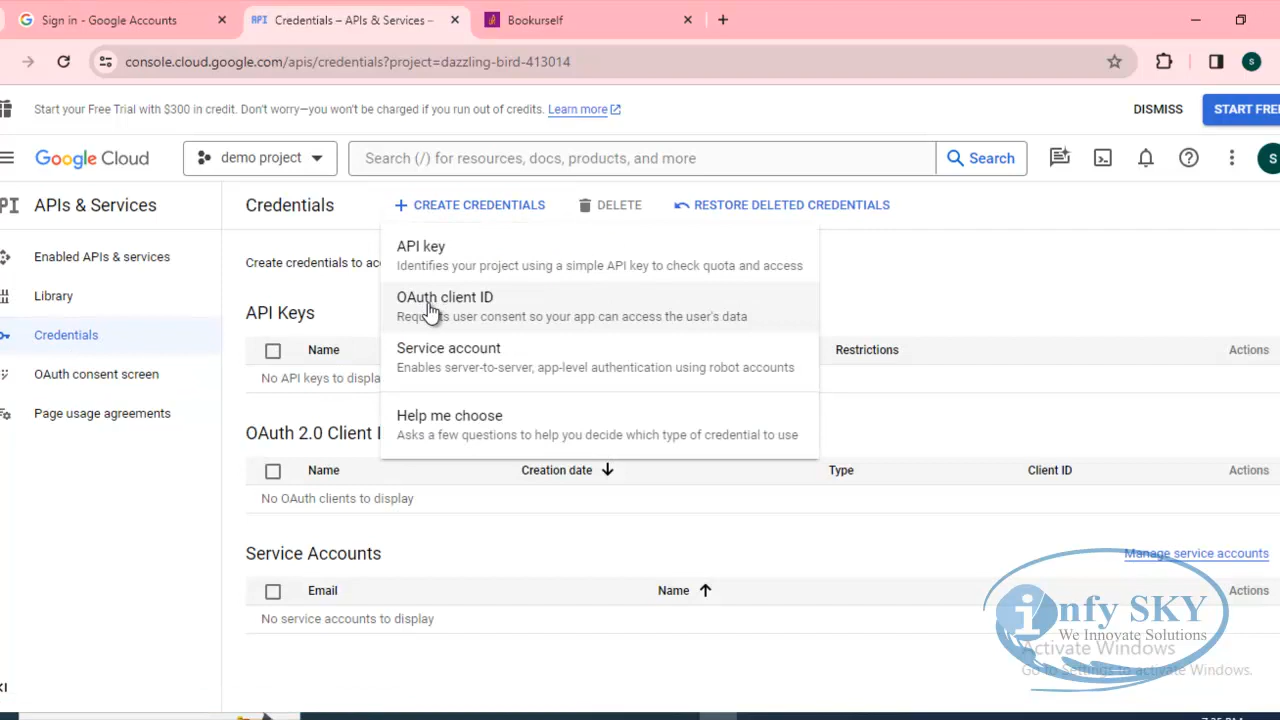 Sign in - Google Accounts
API Credentials – APIs & Services –
Bookurself
console.cloud.google.com/apis/credentials?project=dazzling-bird-413014
S
Start your Free Trial with $300 in credit. Don't worry—you won't be charged if you run out of credits. Learn more
DISMISS
START FREE
Google Cloud
demo project
Search (/) for resources, docs, products, and more
Search
S
API
APIs & Services
Credentials
+ CREATE CREDENTIALS
DELETE
RESTORE DELETED CREDENTIALS
Enabled APIs & services
Library
Credentials
OAuth consent screen
Page usage agreements
Create credentials to acc
API key
Identifies your project using a simple API key to check quota and access
OAuth client ID
Requests user consent so your app can access the user's data
Service account
Enables server-to-server, app-level authentication using robot accounts
Help me choose
Asks a few questions to help you decide which type of credential to use
API Keys
Name
Restrictions
Actions
No API keys to displa
OAuth 2.0 Client I
Name
Creation date
Type
Client ID
Actions
No OAuth clients to display
Service Accounts
Manage service accounts
Email
Name
Actions
No service accounts to display
infy SKY
We Innovate Solutions
Activate Windows
Go to Settings to activate Windows.
7:25 PM